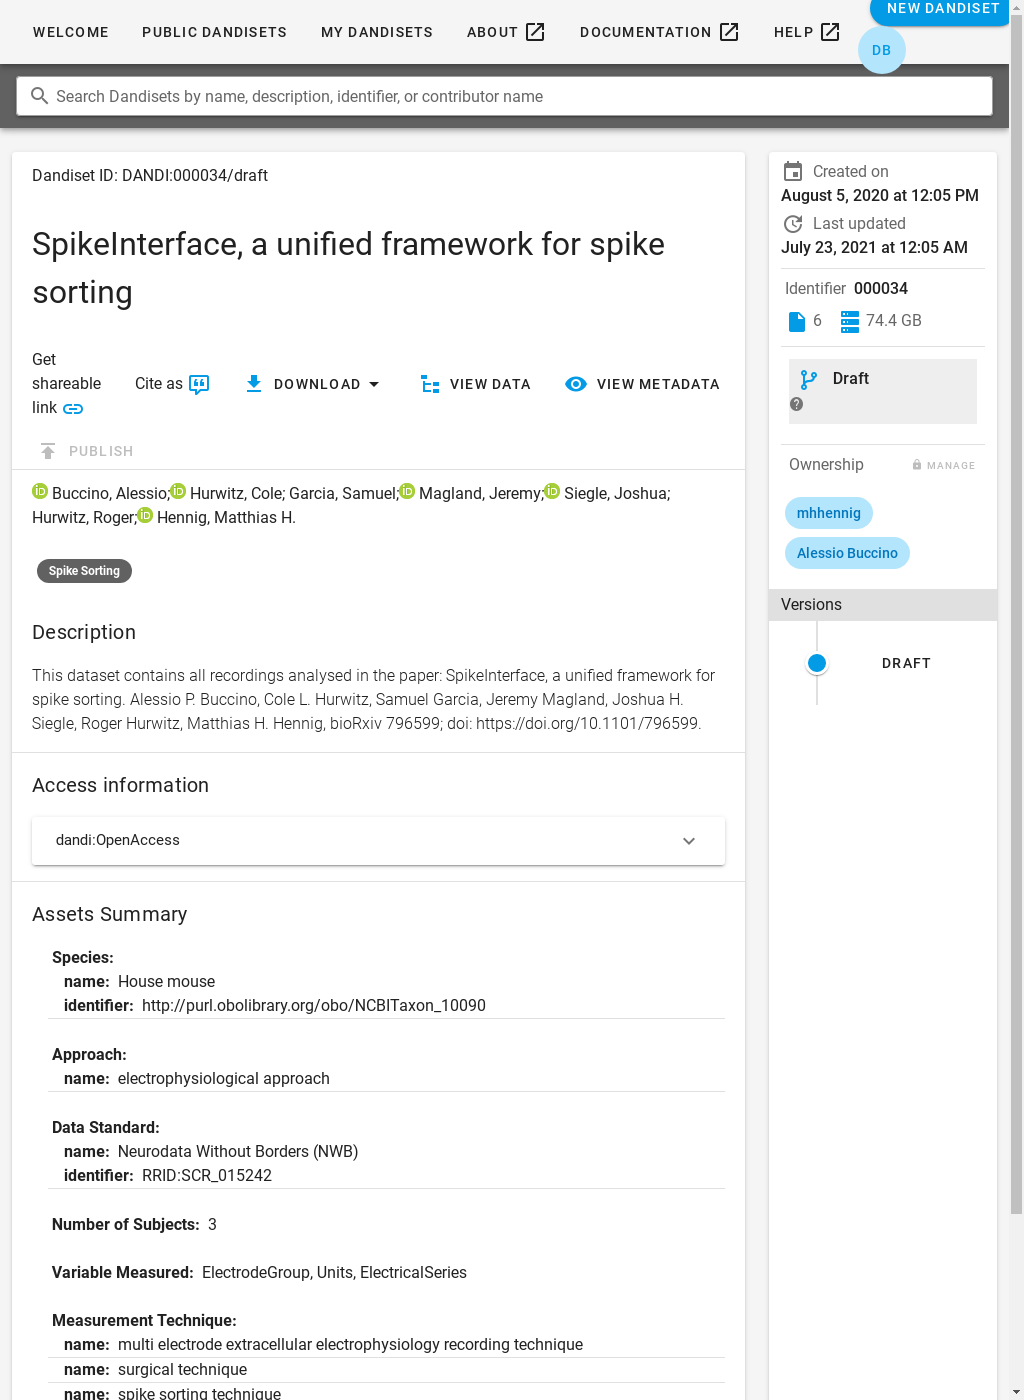 NEW DANDISET
WELCOME PUBLIC DANDISETS MY DANDISETS ABOUT DOCUMENTATION HELP
DB
Search Dandisets by name, description, identifier, or contributor name
Dandiset ID: DANDI:000034/draft
SpikeInterface, a unified framework for spike
sorting
Get
shareable
link
Cite as
DOWNLOAD
VIEW DATA
VIEW METADATA
PUBLISH
iD Buccino, Alessio; iD Hurwitz, Cole; Garcia, Samuel; iD Magland, Jeremy; iD Siegle, Joshua;
Hurwitz, Roger; iD Hennig, Matthias H.
Spike Sorting
Description
This dataset contains all recordings analysed in the paper: SpikeInterface, a unified framework for
spike sorting. Alessio P. Buccino, Cole L. Hurwitz, Samuel Garcia, Jeremy Magland, Joshua H.
Siegle, Roger Hurwitz, Matthias H. Hennig, bioRxiv 796599; doi: https://doi.org/10.1101/796599.
Access information
dandi:OpenAccess
Assets Summary
Species:
name: House mouse
identifier: http://purl.obolibrary.org/obo/NCBITaxon_10090
Approach:
name: electrophysiological approach
Data Standard:
name: Neurodata Without Borders (NWB)
identifier: RRID:SCR_015242
Number of Subjects: 3
Variable Measured: ElectrodeGroup, Units, ElectricalSeries
Measurement Technique:
name: multi electrode extracellular electrophysiology recording technique
name: surgical technique
name: spike sorting technique
Created on
August 5, 2020 at 12:05 PM
Last updated
July 23, 2021 at 12:05 AM
Identifier 000034
6 74.4 GB
Draft
Ownership MANAGE
mhhennig
Alessio Buccino
Versions
DRAFT